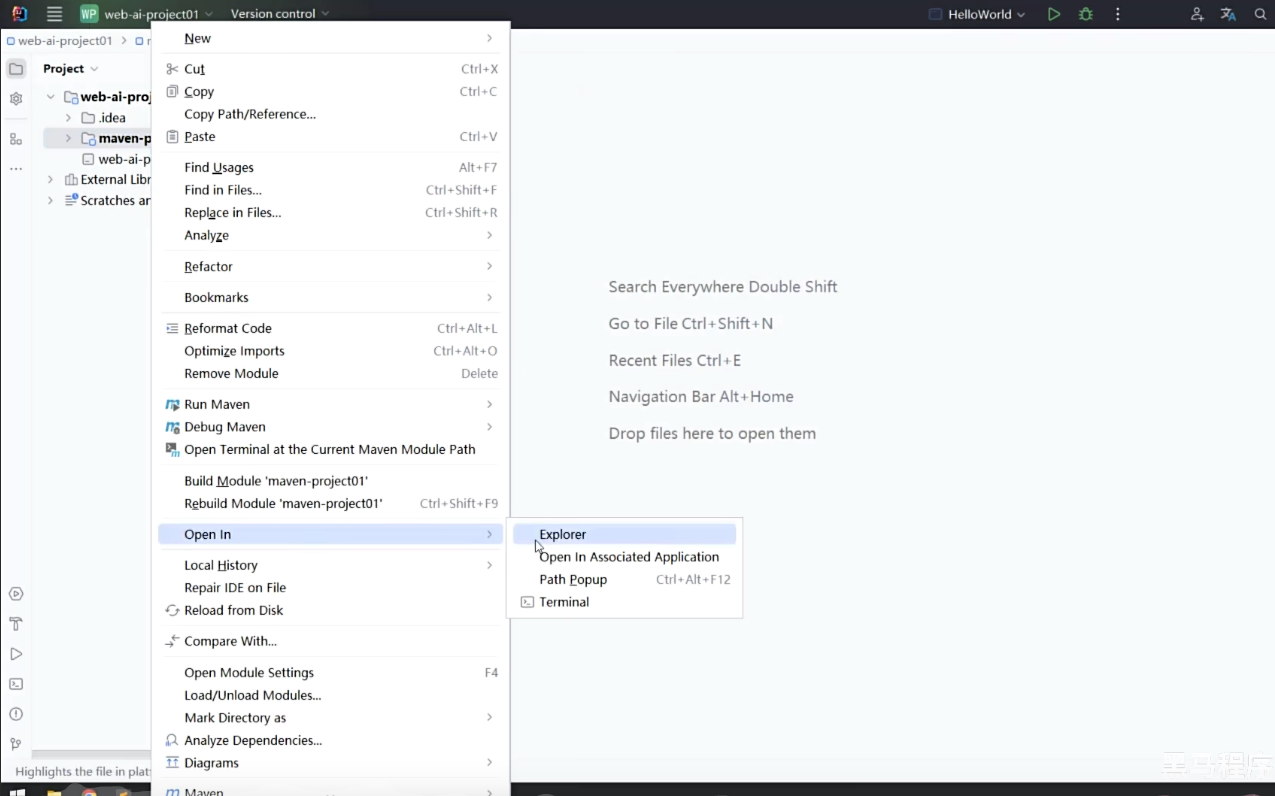 WP web-ai-project01 Version control HelloWorld
web-ai-project01
Project
web-ai-proj
.idea
maven-p
web-ai-p
External Libr
Scratches an
New
Cut Ctrl+X
Copy Ctrl+C
Copy Path/Reference...
Paste Ctrl+V
Find Usages Alt+F7
Find in Files... Ctrl+Shift+F
Replace in Files... Ctrl+Shift+R
Analyze
Refactor
Bookmarks
Reformat Code Ctrl+Alt+L
Optimize Imports Ctrl+Alt+O
Remove Module Delete
Run Maven
Debug Maven
Open Terminal at the Current Maven Module Path
Build Module 'maven-project01'
Rebuild Module 'maven-project01' Ctrl+Shift+F9
Open In
Local History
Repair IDE on File
Reload from Disk
Compare With...
Open Module Settings F4
Load/Unload Modules...
Mark Directory as
Analyze Dependencies...
Diagrams
Maven
Explorer
Open In Associated Application
Path Popup Ctrl+Alt+F12
Terminal
Search Everywhere Double Shift
Go to File Ctrl+Shift+N
Recent Files Ctrl+E
Navigation Bar Alt+Home
Drop files here to open them
Highlights the file in plat
黑马程序